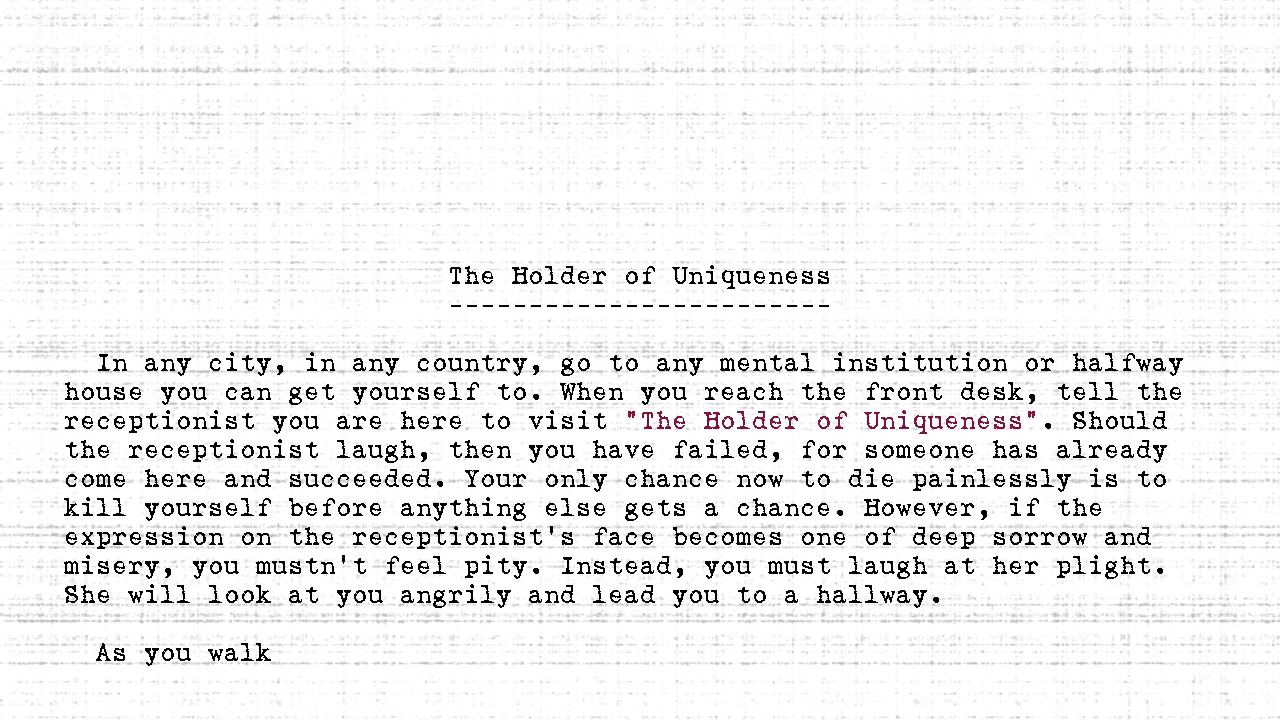 The Holder of Uniqueness
------------------------
In any city, in any country, go to any mental institution or halfway
house you can get yourself to. When you reach the front desk, tell the
receptionist you are here to visit "The Holder of Uniqueness". Should
the receptionist laugh, then you have failed, for someone has already
come here and succeeded. Your only chance now to die painlessly is to
kill yourself before anything else gets a chance. However, if the
expression on the receptionist's face becomes one of deep sorrow and
misery, you mustn't feel pity. Instead, you must laugh at her plight.
She will look at you angrily and lead you to a hallway.
As you walk